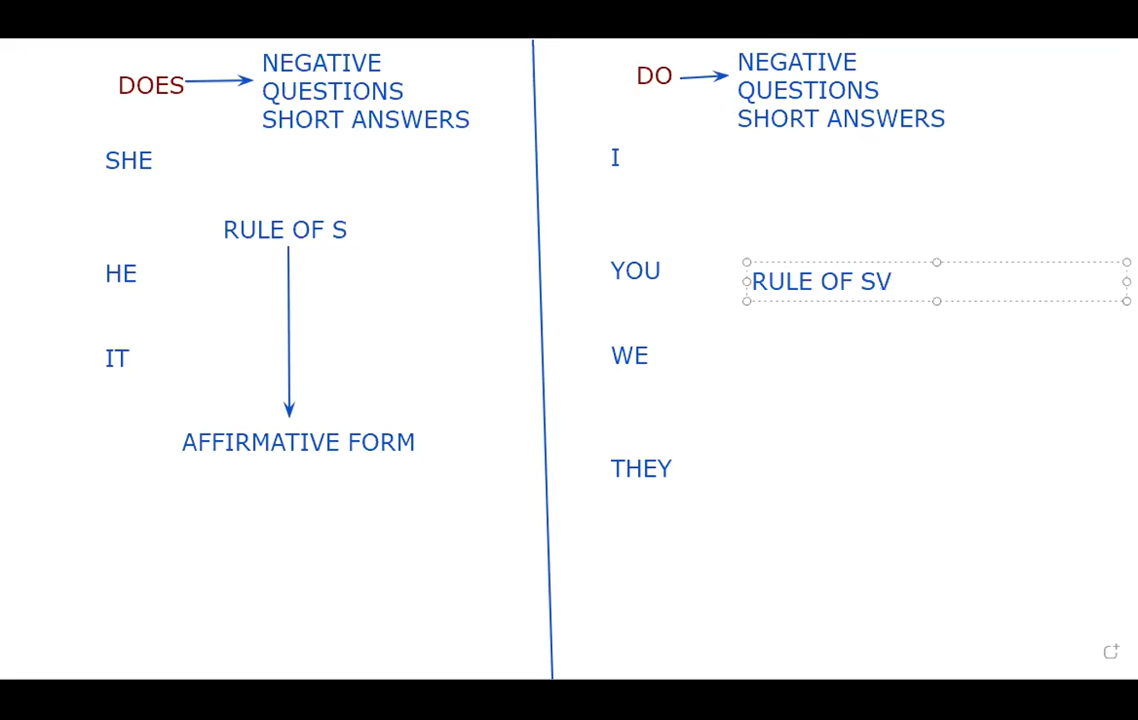 DOES
NEGATIVE
QUESTIONS
SHORT ANSWERS
SHE
RULE OF S
HE
IT
AFFIRMATIVE FORM
DO
NEGATIVE
QUESTIONS
SHORT ANSWERS
I
YOU
RULE OF SV
WE
THEY